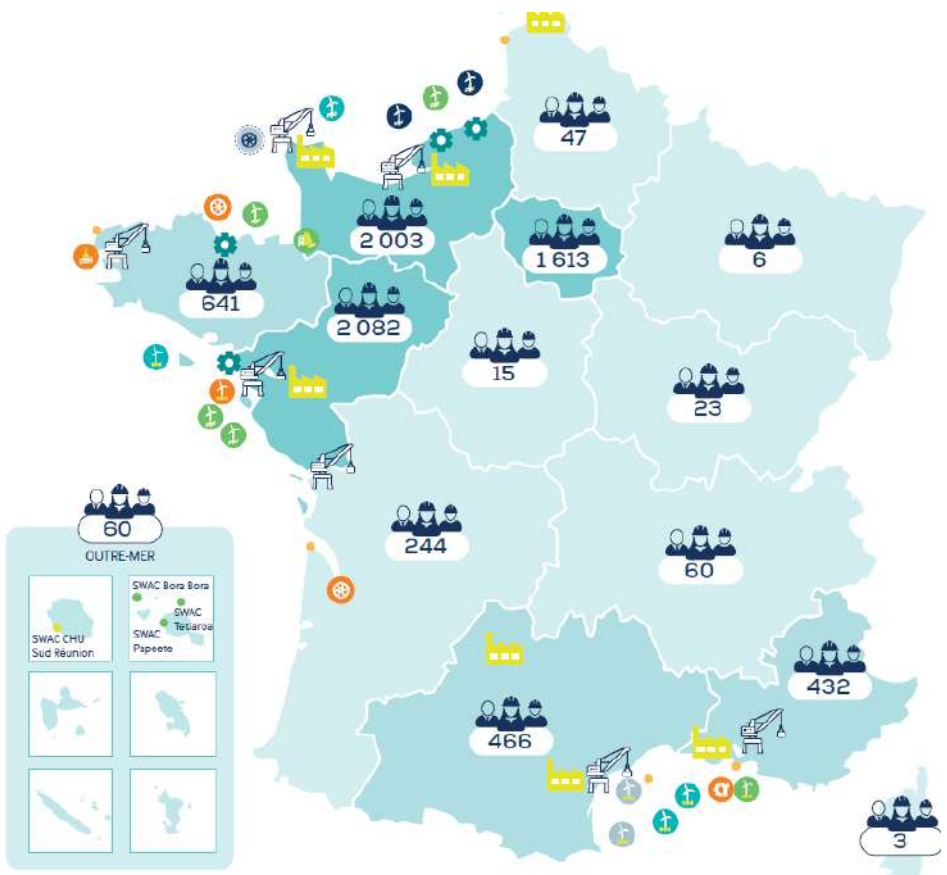 47
2 003
1 613
6
641
2 082
15
23
60
OUTRE-MER
244
60
SWAC Bora Bora
SWAC
Tetiaroa
SWAC
Papeete
SWAC CHU
Sud Réunion
432
466
3